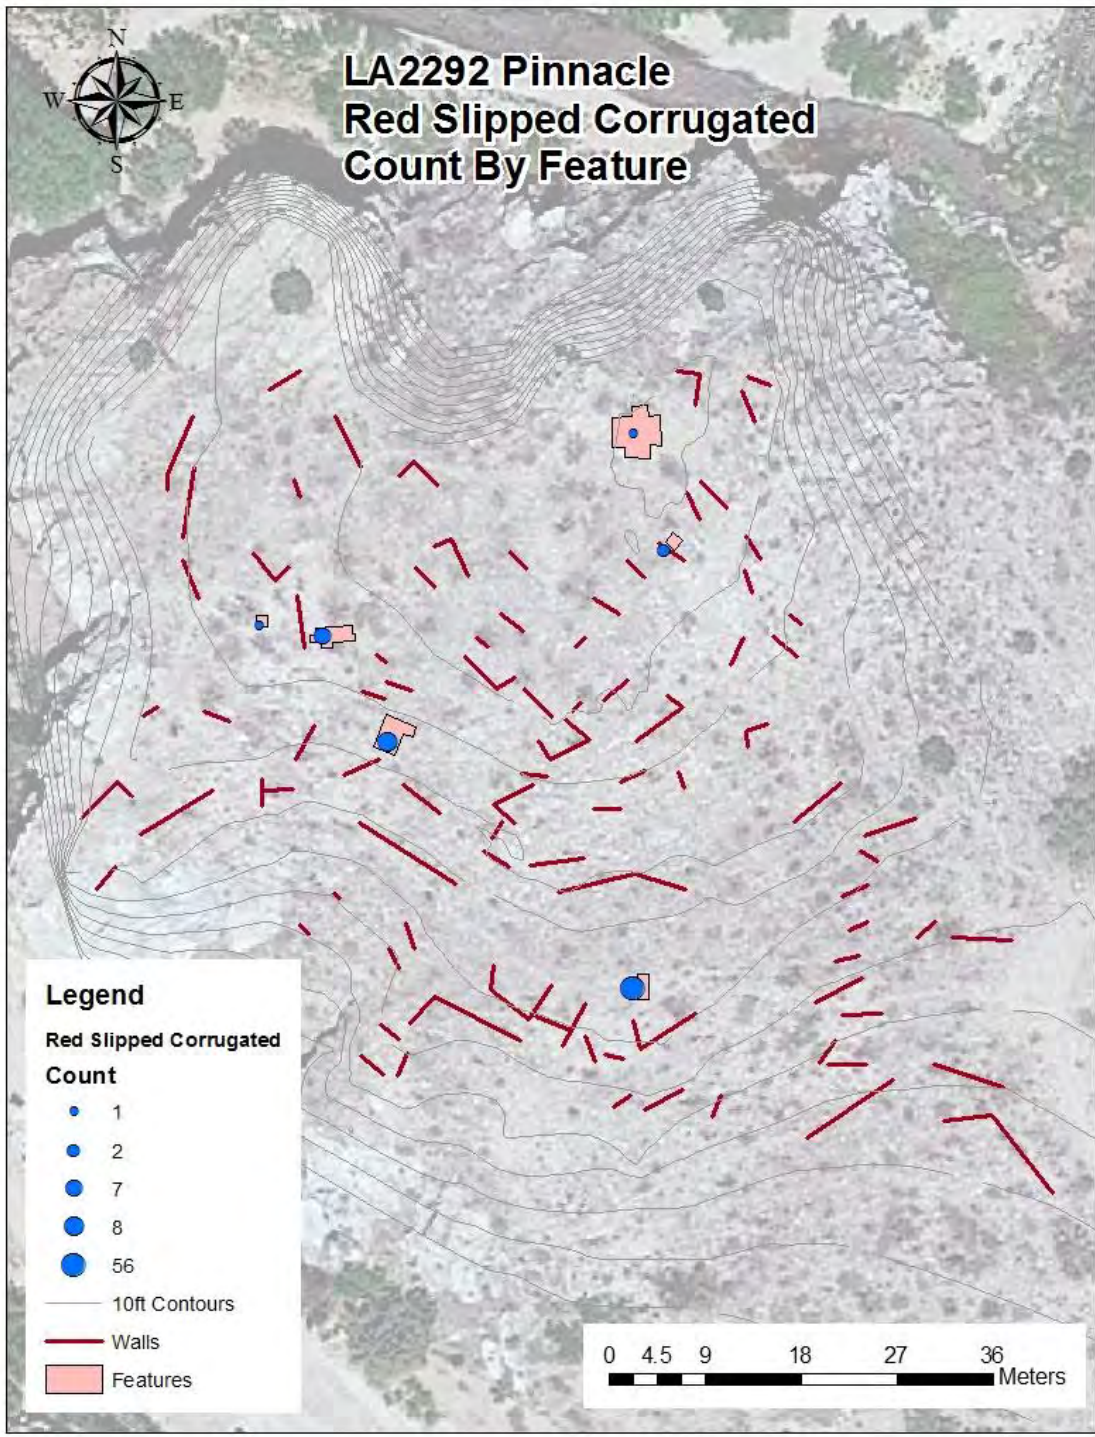 N
W E
S
LA2292 Pinnacle
Red Slipped Corrugated
Count By Feature
Legend
Red Slipped Corrugated
Count
1
2
7
8
56
10ft Contours
Walls
Features
0 4.5 9 18 27 36
Meters